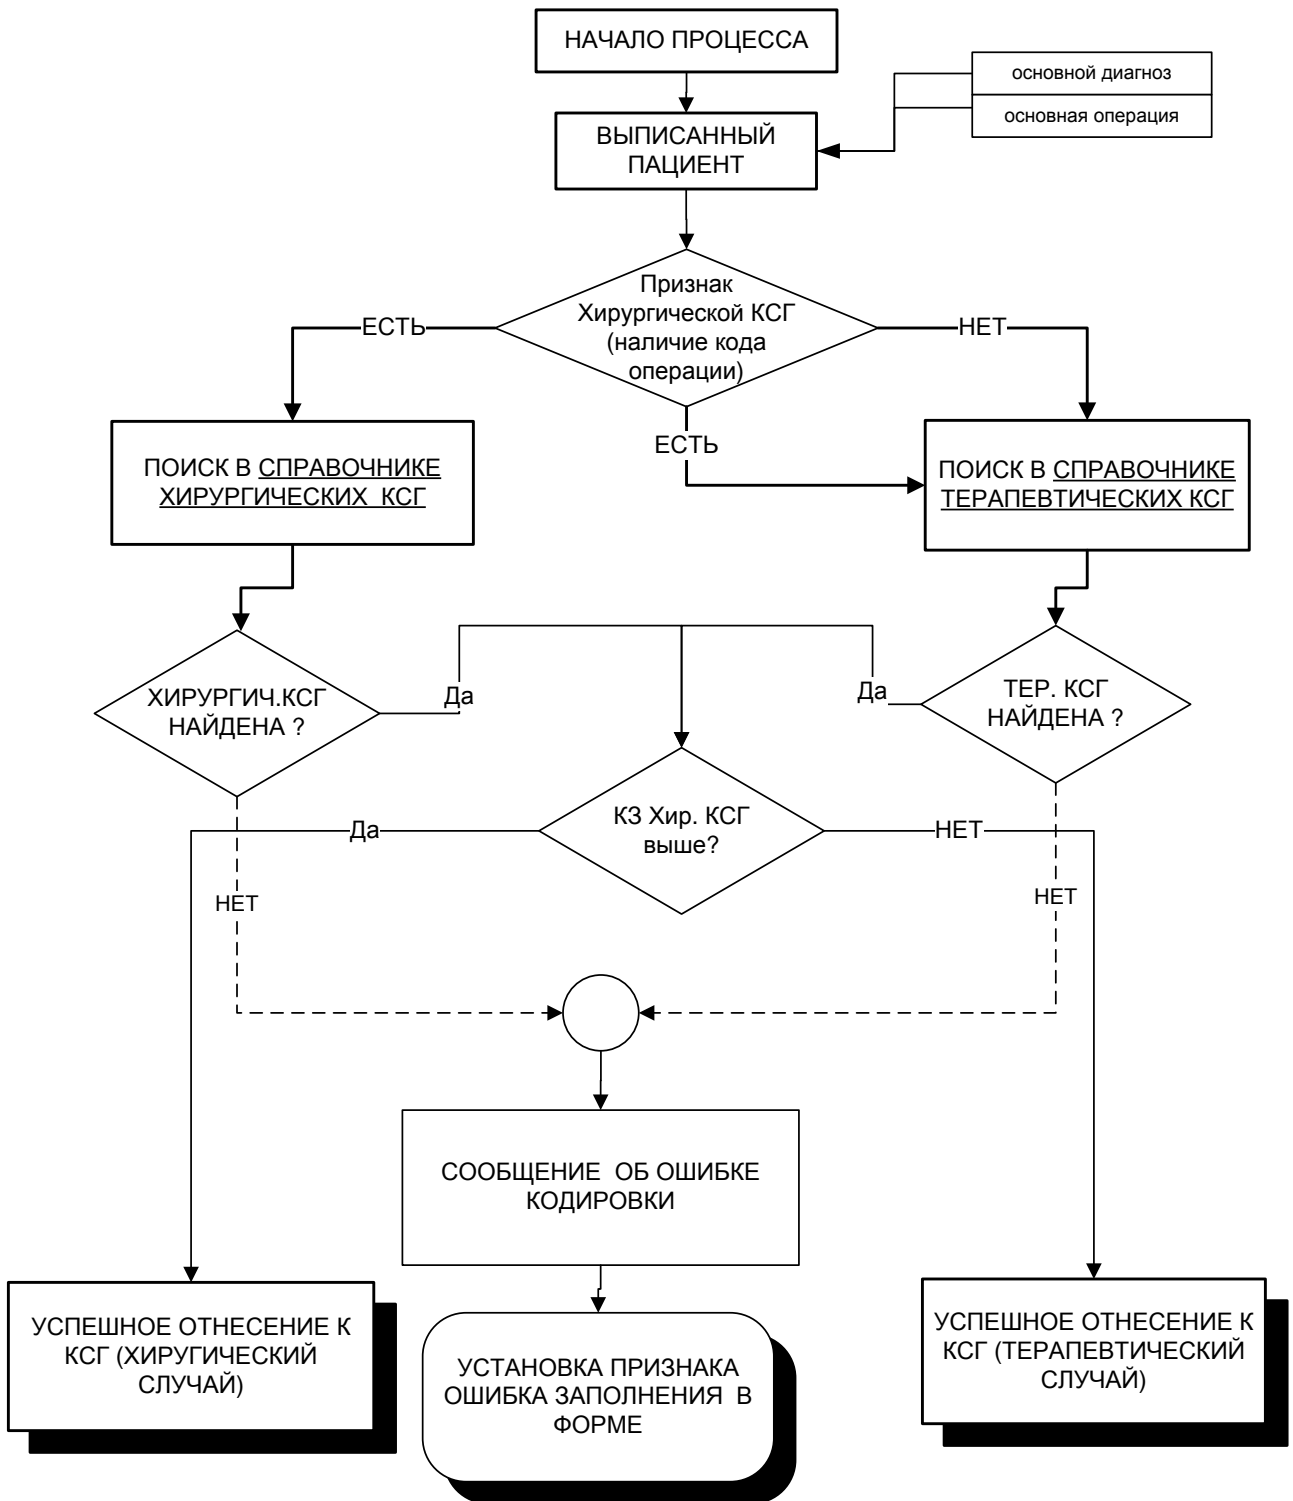 НАЧАЛО ПРОЦЕССА
основной диагноз
основная операция
ВЫПИСАННЫЙ
ПАЦИЕНТ
Признак
Хирургической КСГ
(наличие кода
операции)
ЕСТЬ
НЕТ
ЕСТЬ
ПОИСК В СПРАВОЧНИКЕ
ХИРУРГИЧЕСКИХ КСГ
ПОИСК В СПРАВОЧНИКЕ
ТЕРАПЕВТИЧЕСКИХ КСГ
ХИРУРГИЧ.КСГ
НАЙДЕНА ?
Да
Да
ТЕР. КСГ
НАЙДЕНА ?
КЗ Хир. КСГ
выше?
Да
НЕТ
НЕТ
НЕТ
СООБЩЕНИЕ ОБ ОШИБКЕ
КОДИРОВКИ
УСПЕШНОЕ ОТНЕСЕНИЕ К
КСГ (ХИРУГИЧЕСКИЙ
СЛУЧАЙ)
УСТАНОВКА ПРИЗНАКА
ОШИБКА ЗАПОЛНЕНИЯ В
ФОРМЕ
УСПЕШНОЕ ОТНЕСЕНИЕ К
КСГ (ТЕРАПЕВТИЧЕСКИЙ
СЛУЧАЙ)